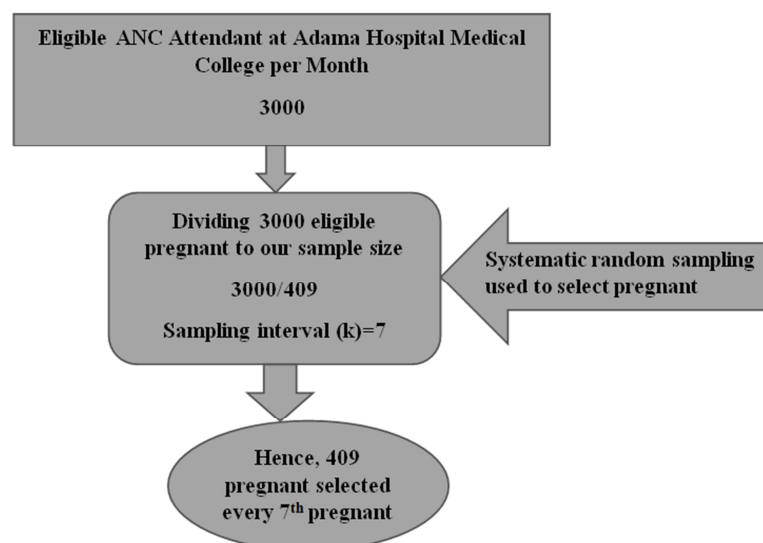 Eligible ANC Attendant at Adama Hospital Medical
College per Month
3000
Dividing 3000 eligible
pregnant to our sample size
3000/409
Sampling interval (k)=7
Systematic random sampling
used to select pregnant
Hence, 409
pregnant selected
every 7th pregnant